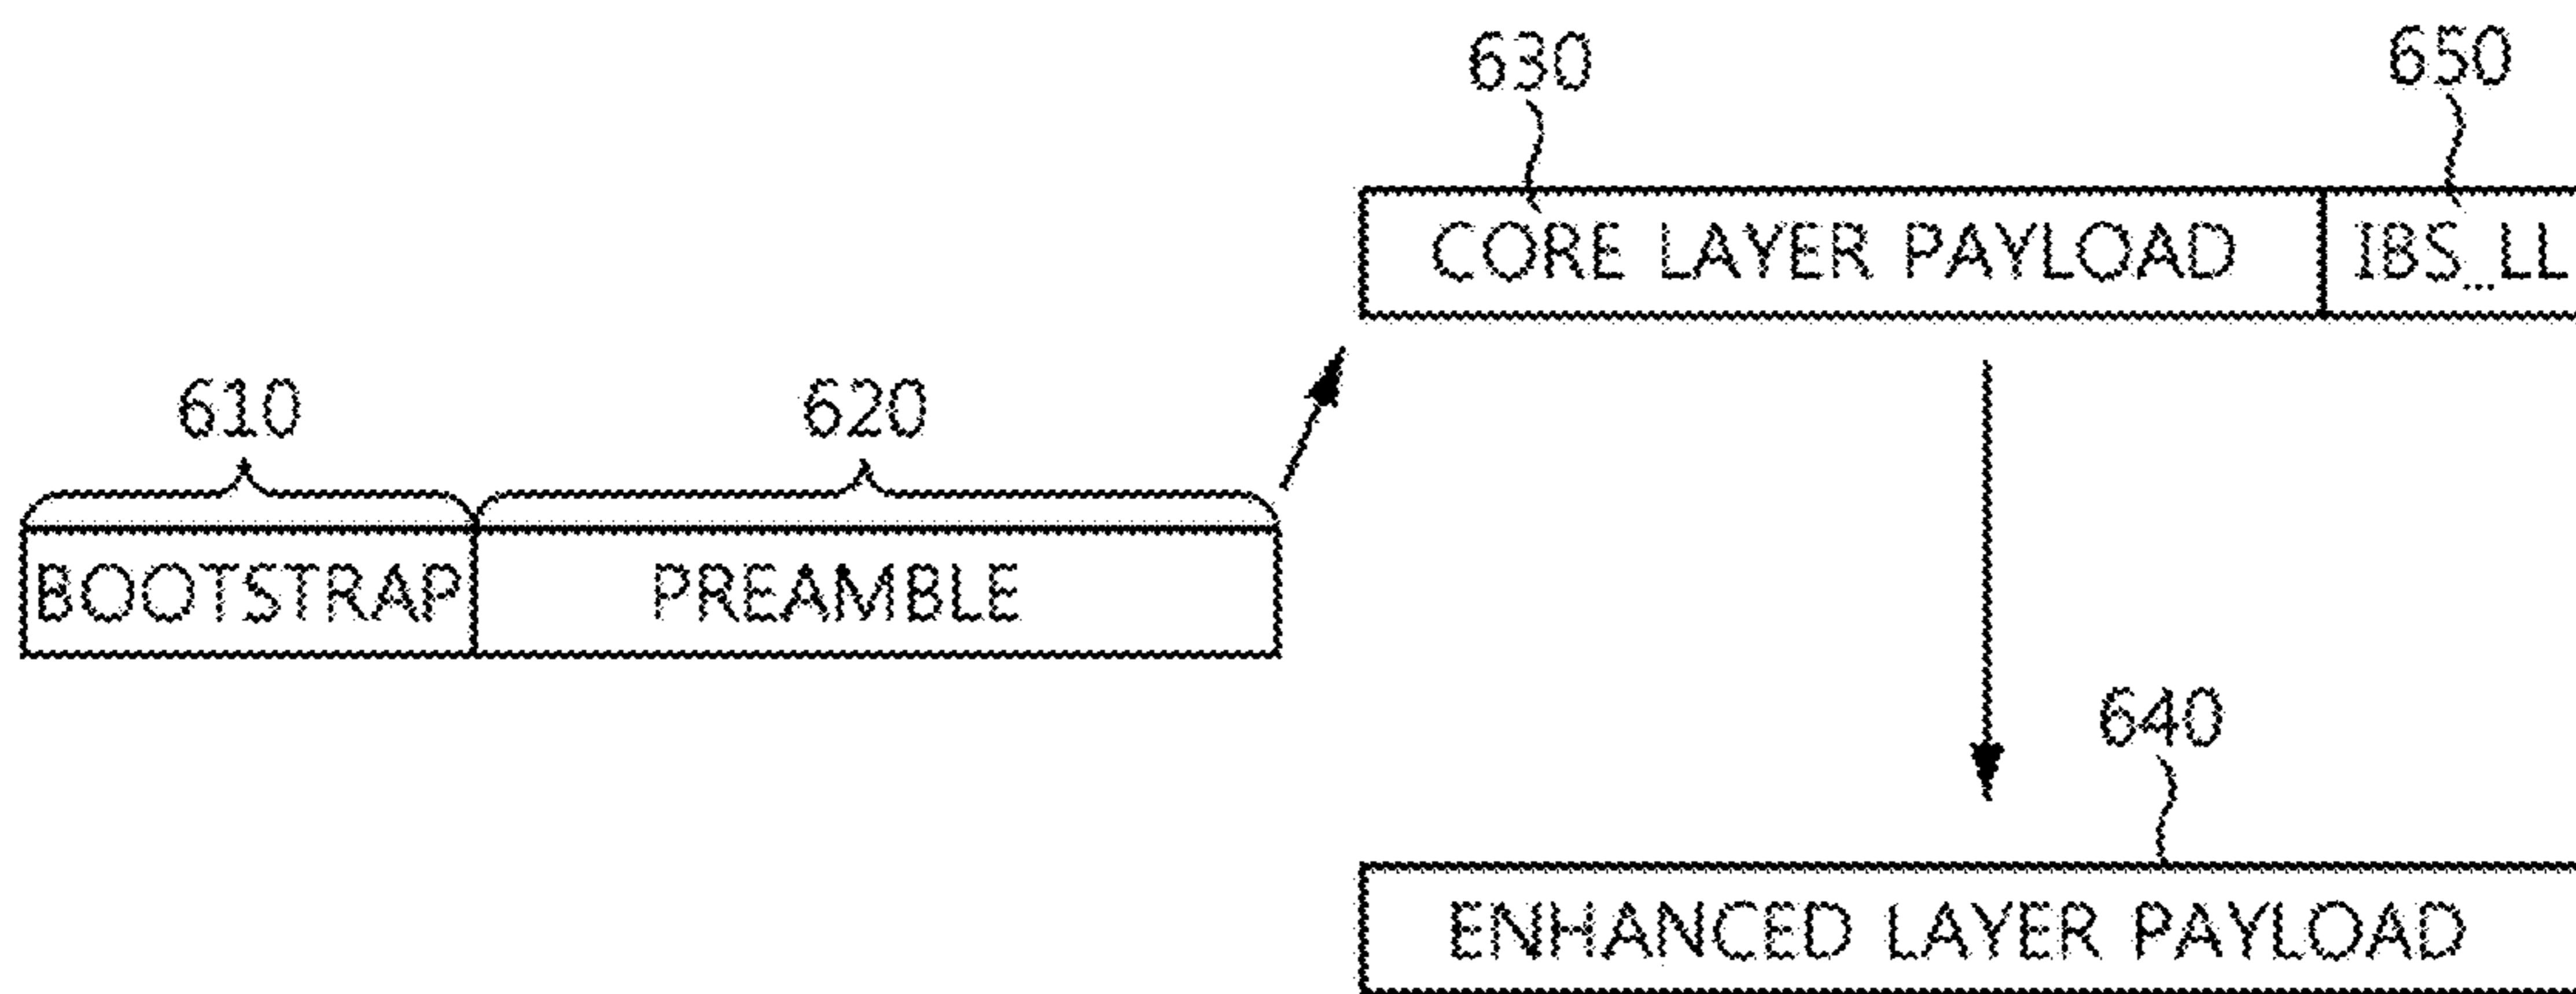 630
650
CORE LAYER PAYLOAD
IBS_LL
610
620
BOOTSTRAP
PREAMBLE
640
ENHANCED LAYER PAYLOAD